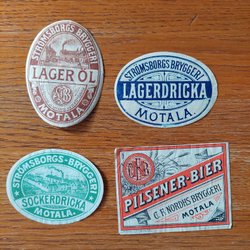 STRÖMSBORGS BRYGGERI
LAGER ÖL
MOTALA.
STRÖMSBORGS BRYGGERI
LAGERDRICKA
MOTALA.
STRÖMSBORGS-BRYGGERI
SOCKERDRICKA
MOTALA.
PILSENER-BIER
C.F. NORDHS BRYGGERI
MOTALA